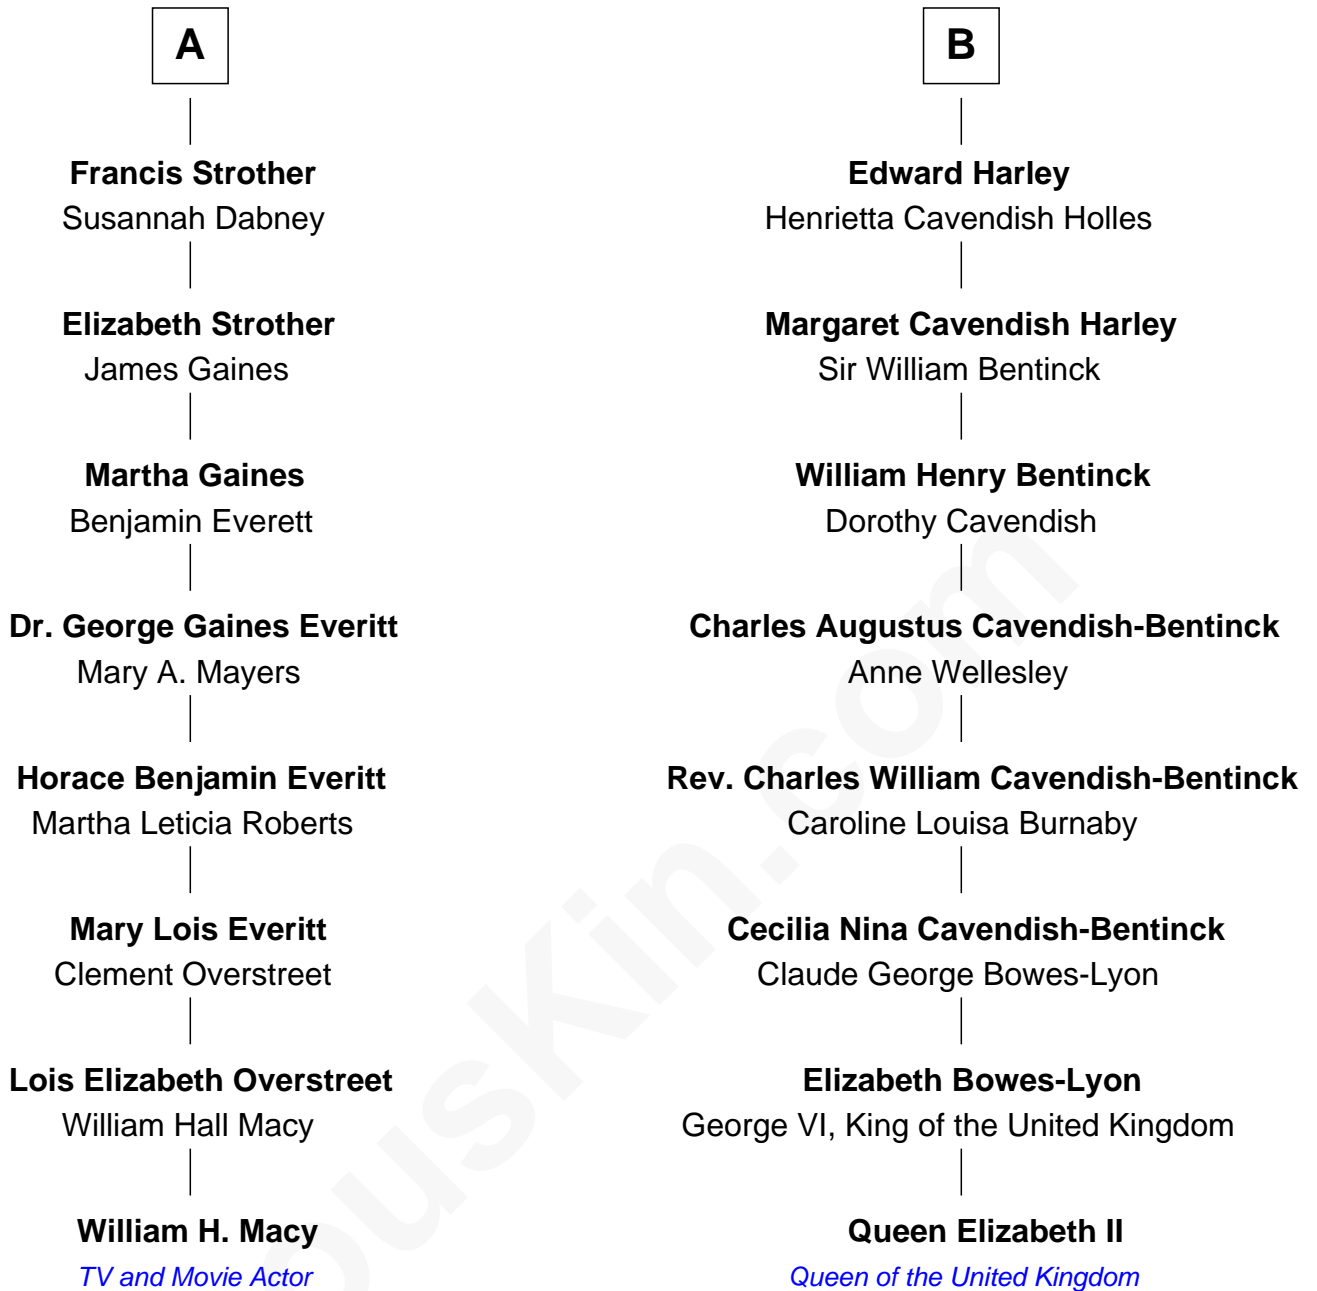 A
Francis Strother
Susannah Dabney
Elizabeth Strother
James Gaines
Martha Gaines
Benjamin Everett
Dr. George Gaines Everitt
Mary A. Mayers
Horace Benjamin Everitt
Martha Leticia Roberts
Mary Lois Everitt
Clement Overstreet
Lois Elizabeth Overstreet
William Hall Macy
William H. Macy
TV and Movie Actor
B
Edward Harley
Henrietta Cavendish Holles
Margaret Cavendish Harley
Sir William Bentinck
William Henry Bentinck
Dorothy Cavendish
Charles Augustus Cavendish-Bentinck
Anne Wellesley
Rev. Charles William Cavendish-Bentinck
Caroline Louisa Burnaby
Cecilia Nina Cavendish-Bentinck
Claude George Bowes-Lyon
Elizabeth Bowes-Lyon
George VI, King of the United Kingdom
Queen Elizabeth II
Queen of the United Kingdom
ousKin.com